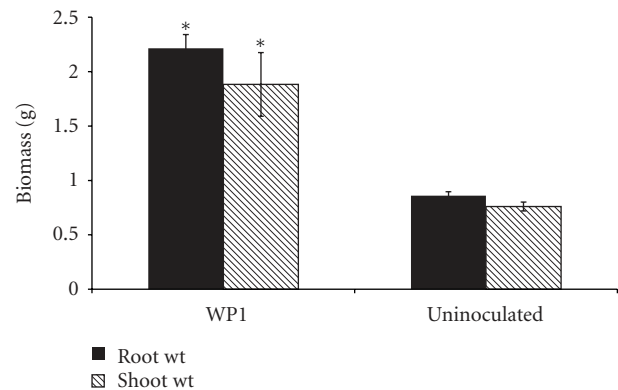 2.5
2
1.5
1
0.5
0
Biomass (g)
* *
WP1 Uninoculated
Root wt
Shoot wt